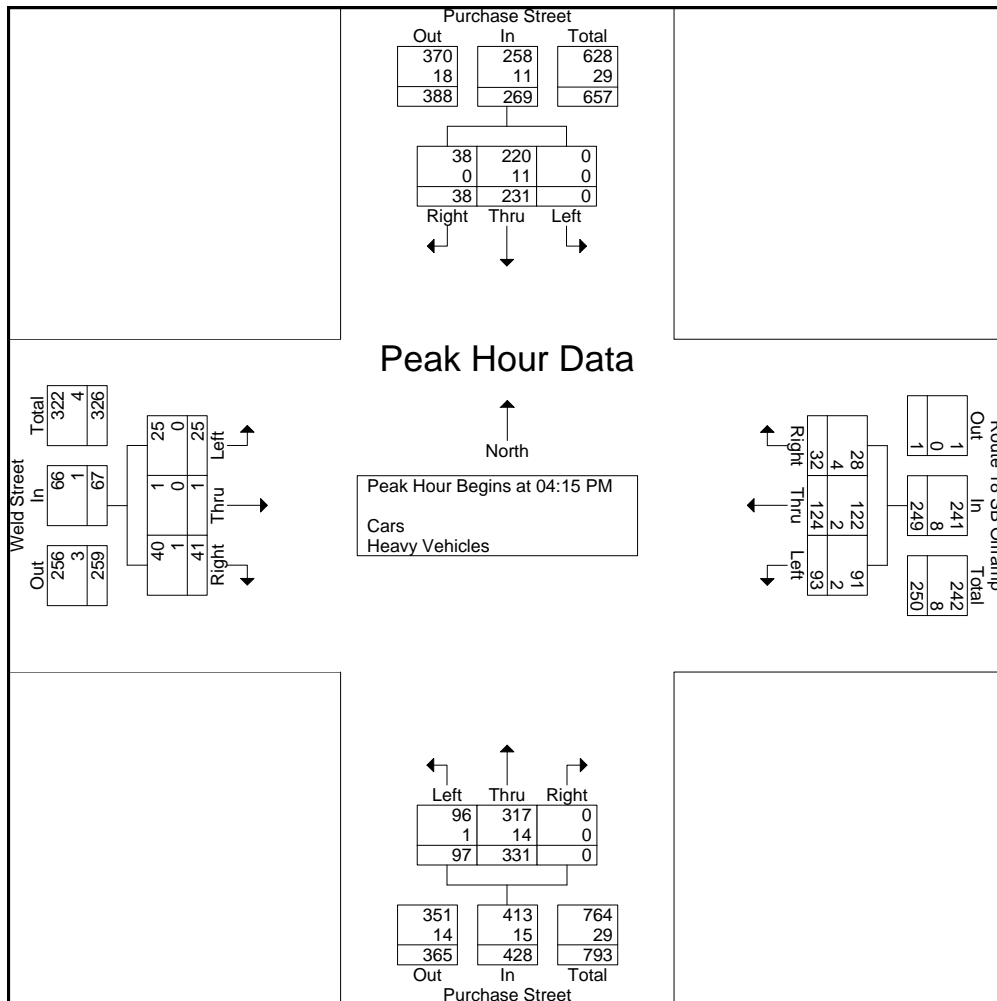 Purchase Street
Out In Total
370 258 628
18 11 29
388 269 657
38 220 0
0 11 0
38 231 0
Right Thru Left
Peak Hour Data
North
Peak Hour Begins at 04:15 PM
Cars
Heavy Vehicles
Weld Street
Total In Out
322 66 256
4 1 3
326 67 259
25 1 40
0 0 1
25 1 41
Left Thru Right
Route 18 SB Offramp
Out In Total
1 241 242
0 8 8
1 249 250
28 122 91
4 2 2
32 124 93
Right Thru Left
Left Thru Right
96 317 0
1 14 0
97 331 0
351 413 764
14 15 29
365 428 793
Out In Total
Purchase Street